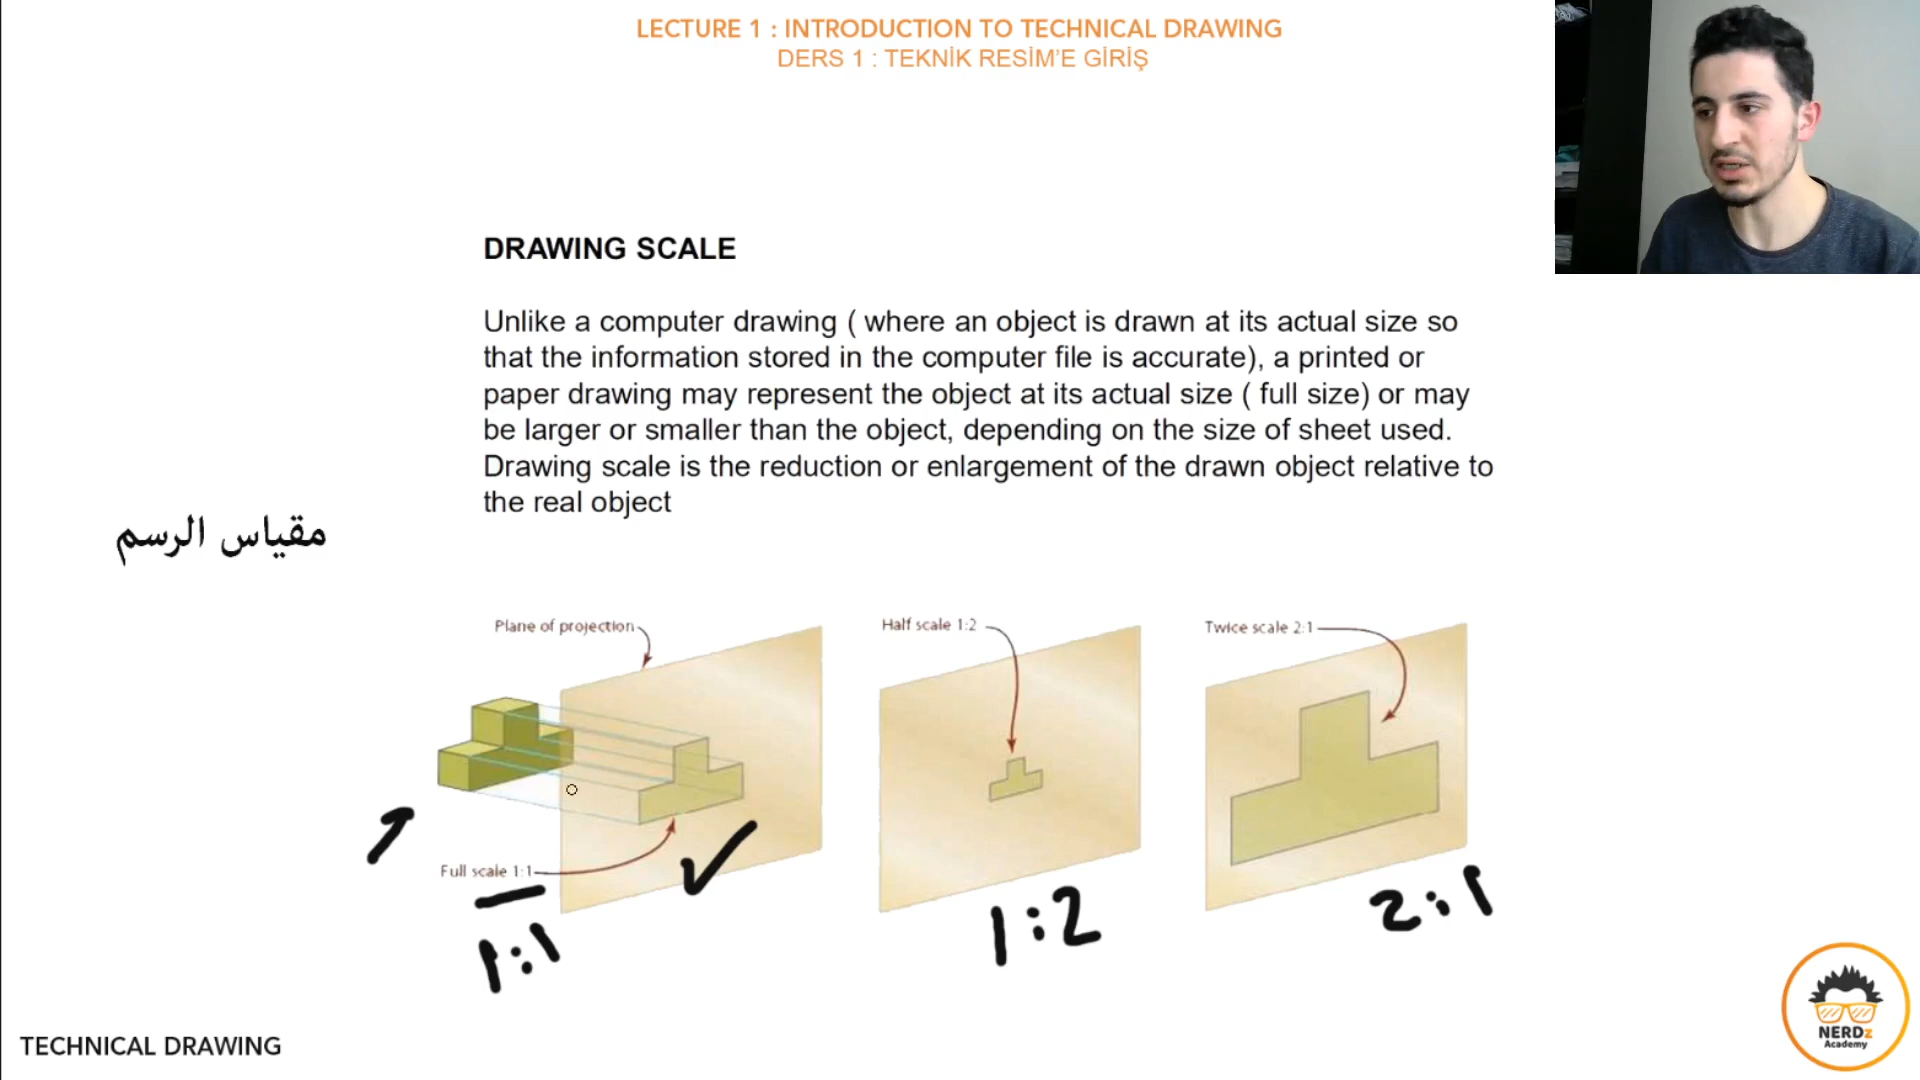 LECTURE 1 : INTRODUCTION TO TECHNICAL DRAWING
DERS 1 : TEKNİK RESİM’E GİRİŞ
DRAWING SCALE
Unlike a computer drawing ( where an object is drawn at its actual size so
that the information stored in the computer file is accurate), a printed or
paper drawing may represent the object at its actual size ( full size) or may
be larger or smaller than the object, depending on the size of sheet used.
Drawing scale is the reduction or enlargement of the drawn object relative to
the real object
مقياس الرسم
Plane of projection
Half scale 1:2
Twice scale 2:1
Full scale 1:1
1:1
1:2
2:1
NERDz
Academy
TECHNICAL DRAWING